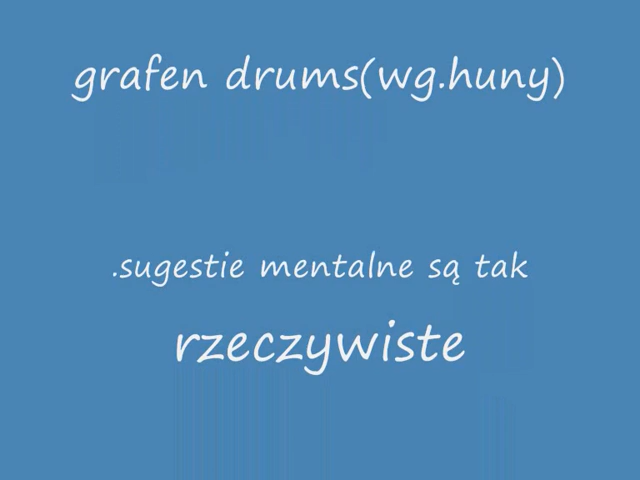 grafen drums(wg.huny)
.sugestie mentalne są tak
rzeczywiste